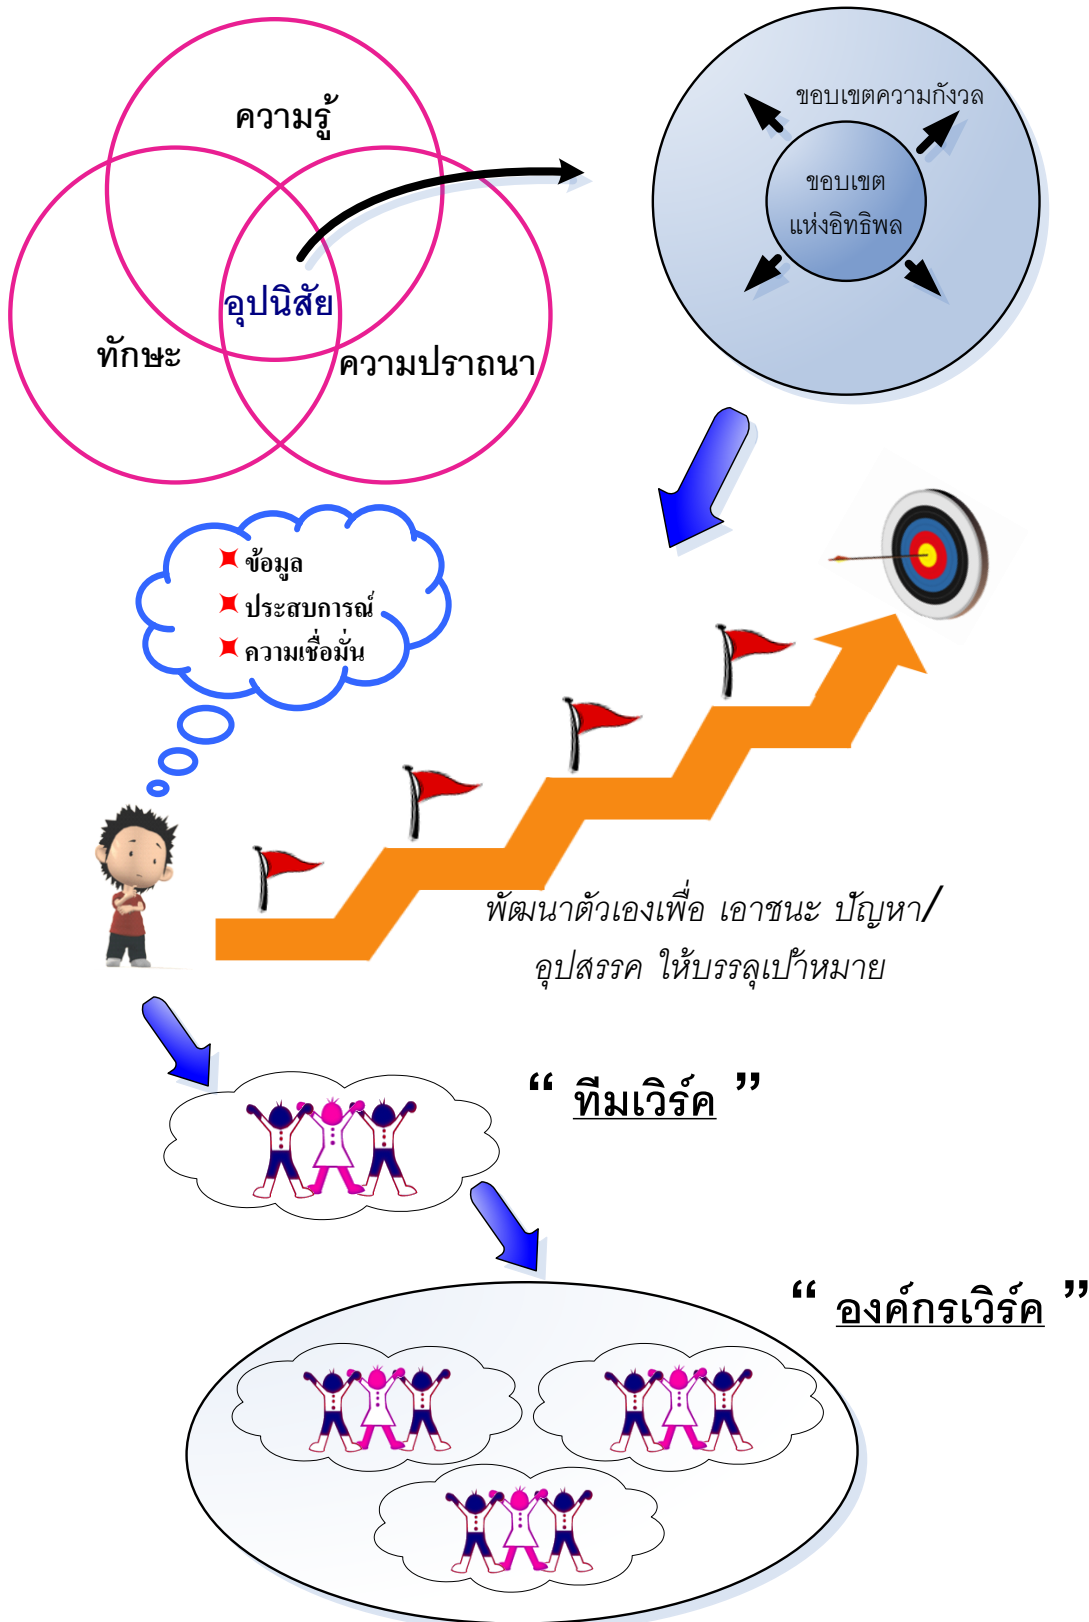 ความรู้
อุปนิสัย
ทักษะ
ความปราถนา
ขอบเขตความกังวล
ขอบเขต
แห่งอิทธิพล
ข้อมูล
ประสบการณ์
ความเชื่อมั่น
พัฒนาตัวเองเพื่อ เอาชนะ ปัญหา/
อุปสรรค ให้บรรลุเป้าหมาย
“ ทีมเวิร์ค ”
“ องค์กรเวิร์ค ”